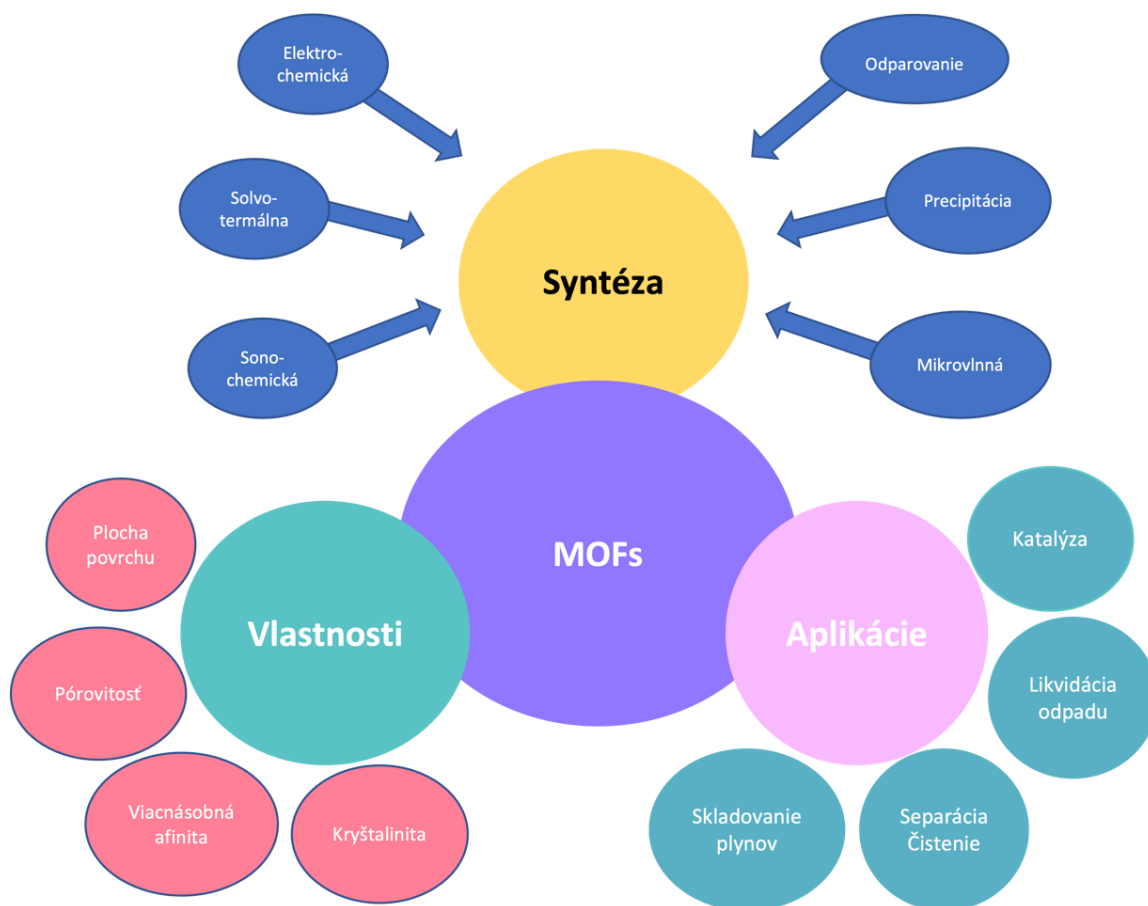 Elektro-
chemická
Odparovanie
Solvo-
termálna
Precipitácia
Syntéza
Sono-
chemická
Mikrovlnná
MOFs
Plocha
povrchu
Vlastnosti
Pórovitosť
Viacnásobná
afinita
Kryštalinita
Aplikácie
Katalýza
Likvidácia
odpadu
Skladovanie
plynov
Separácia
Čistenie